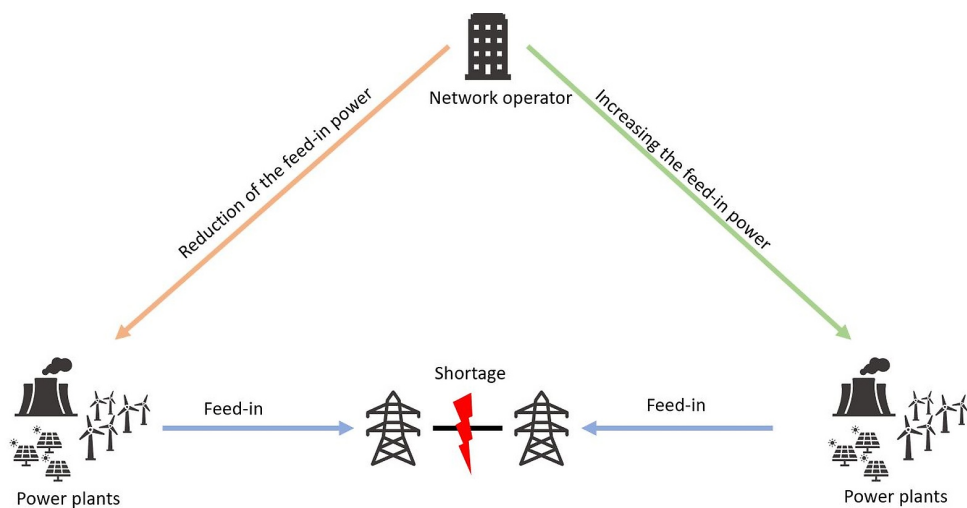 Network operator
Reduction of the feed-in power
Increasing the feed-in power
Shortage
Feed-in
Feed-in
Power plants
Power plants